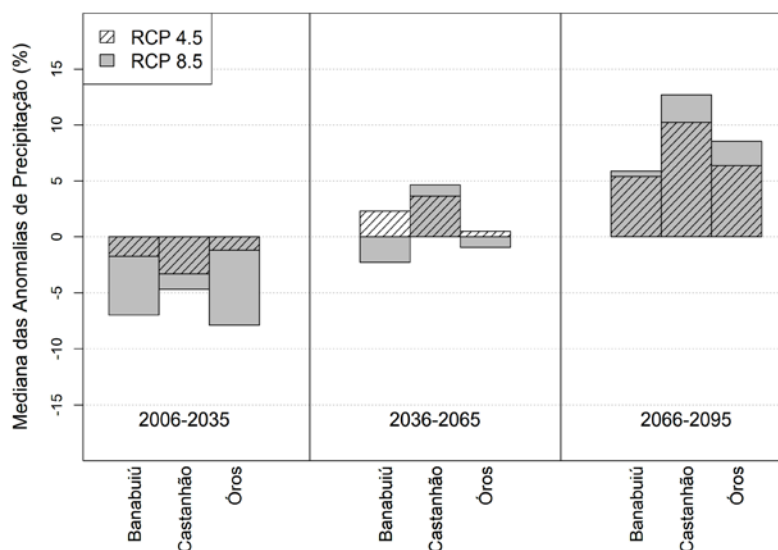 RCP 4.5
RCP 8.5
Mediana das Anomalias de Precipitação (%)
15
10
5
0
-5
-10
-15
2006-2035
2036-2065
2066-2095
Banabuiú
Castanhão
Óros
Banabuiú
Castanhão
Óros
Banabuiú
Castanhão
Óros